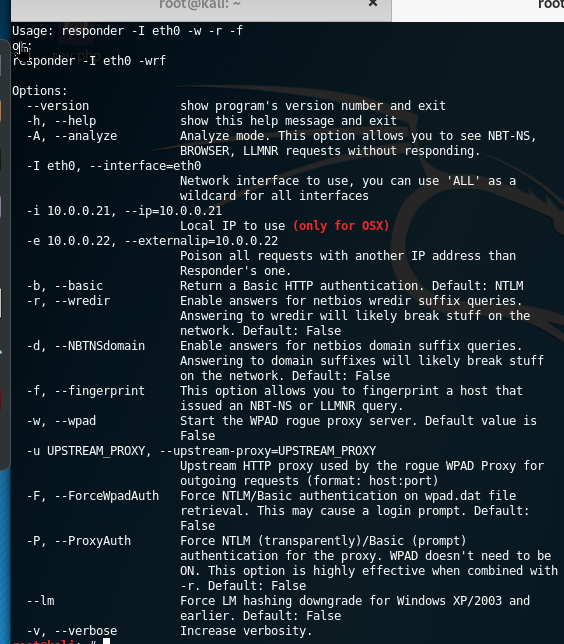 root@kali: ~
root
Usage: responder -I eth0 -w -r -f
or:
responder -I eth0 -wrf
Options:
--version show program's version number and exit
-h, --help show this help message and exit
-A, --analyze Analyze mode. This option allows you to see NBT-NS,
BROWSER, LLMNR requests without responding.
-I eth0, --interface=eth0
Network interface to use, you can use 'ALL' as a
wildcard for all interfaces
-i 10.0.0.21, --ip=10.0.0.21
Local IP to use (only for OSX)
-e 10.0.0.22, --externalip=10.0.0.22
Poison all requests with another IP address than
Responder's one.
-b, --basic Return a Basic HTTP authentication. Default: NTLM
-r, --wredir Enable answers for netbios wredir suffix queries.
Answering to wredir will likely break stuff on the
network. Default: False
-d, --NBTNSdomain Enable answers for netbios domain suffix queries.
Answering to domain suffixes will likely break stuff
on the network. Default: False
-f, --fingerprint This option allows you to fingerprint a host that
issued an NBT-NS or LLMNR query.
-w, --wpad Start the WPAD rogue proxy server. Default value is
False
-u UPSTREAM_PROXY, --upstream-proxy=UPSTREAM_PROXY
Upstream HTTP proxy used by the rogue WPAD Proxy for
outgoing requests (format: host:port)
-F, --ForceWpadAuth Force NTLM/Basic authentication on wpad.dat file
retrieval. This may cause a login prompt. Default:
False
-P, --ProxyAuth Force NTLM (transparently)/Basic (prompt)
authentication for the proxy. WPAD doesn't need to be
ON. This option is highly effective when combined with
-r. Default: False
--lm Force LM hashing downgrade for Windows XP/2003 and
earlier. Default: False
-v, --verbose Increase verbosity.
root@kali:~#